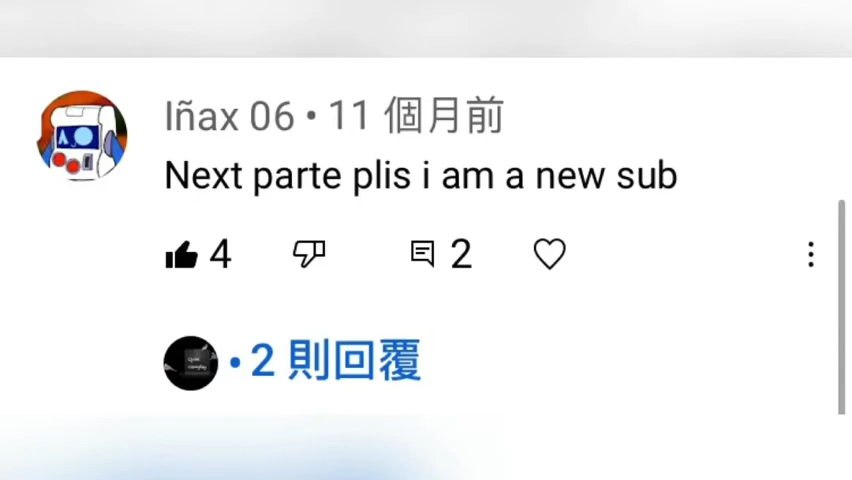 Iñax 06 • 11 個月前
Next parte plis i am a new sub
4 2
• 2 則回覆